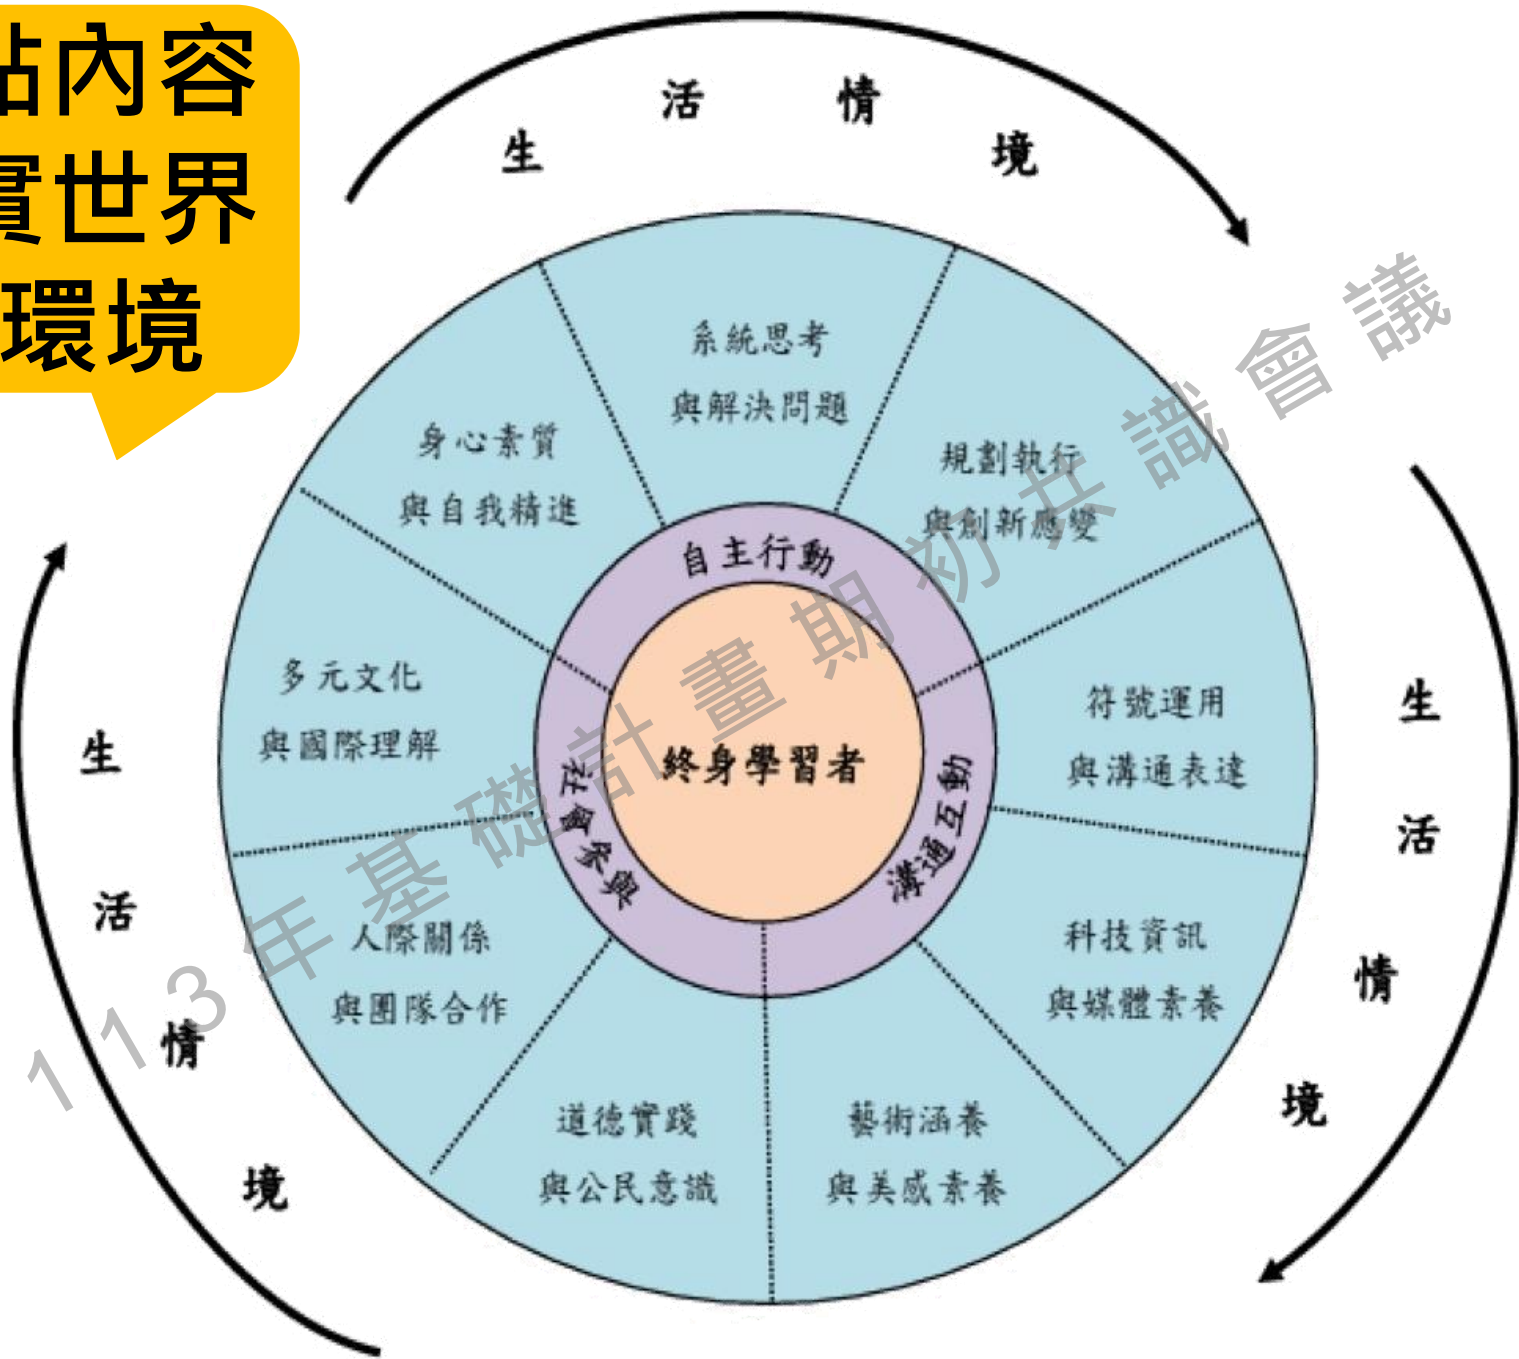 點內容
實世界
環境
生活情境
系統思考
與解決問題
規劃執行
與創新應變
身心素質
與自我精進
自主行動
符號運用
與溝通表達
多元文化
與國際理解
終身學習者
溝通互動
社會參與
科技資訊
與媒體素養
人際關係
與團隊合作
藝術涵養
與美感素養
道德實踐
與公民意識
生活情境
生活情境
113年基礎計畫期初共識會議